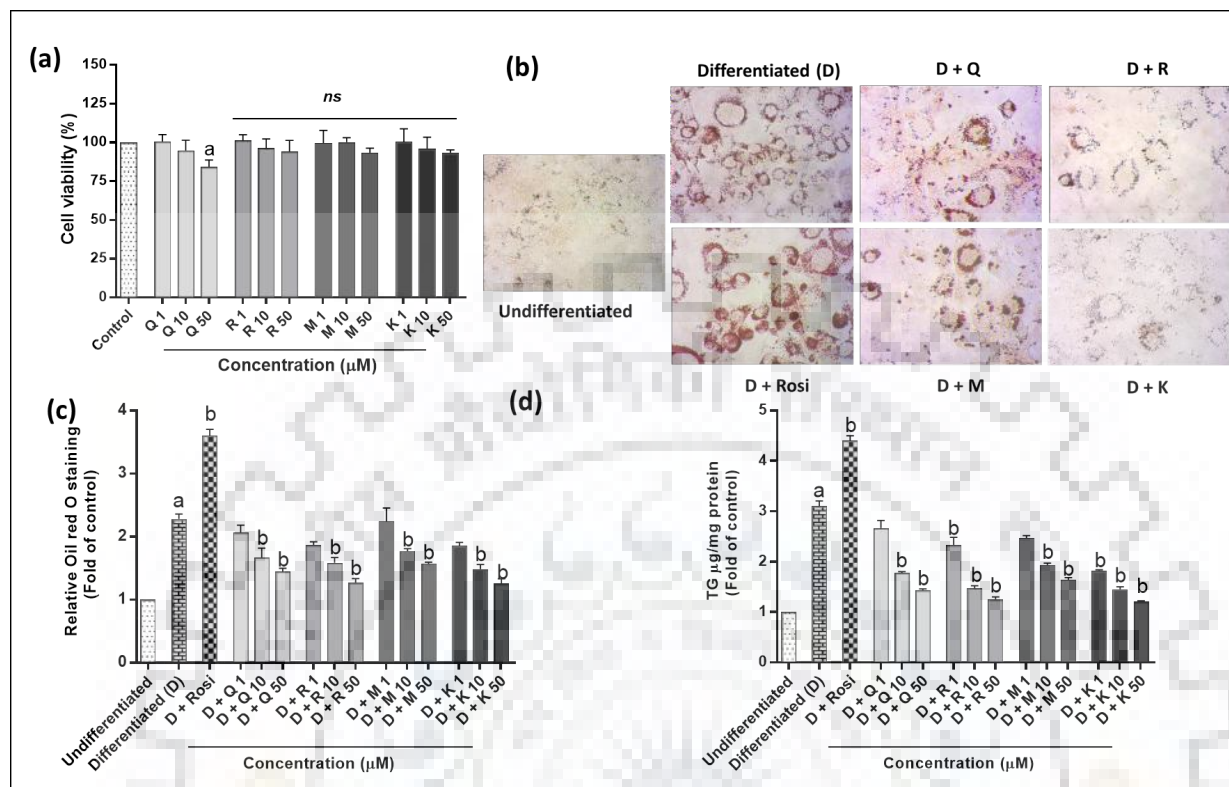 (a)
150
125
100
75
50
25
0
Cell viability (%)
ns
a
Control
Q 1
Q 10
Q 50
R 1
R 10
R 50
M 1
M 10
M 50
K 1
K 10
K 50
Concentration (μM)
(b)
Differentiated (D)
D + Q
D + R
Undifferentiated
D + Rosi
D + M
D + K
(c)
4
3
2
1
0
Relative Oil red O staining
(Fold of control)
a
b
b
b
b
b
b
b
b
b
Undifferentiated
Differentiated (D)
D + Rosi
D + Q 1
D + Q 10
D + Q 50
D + R 1
D + R 10
D + R 50
D + M 1
D + M 10
D + M 50
D + K 1
D + K 10
D + K 50
Concentration (μM)
(d)
5
4
3
2
1
0
TG μg/mg protein
(Fold of control)
a
b
b
b
b
b
b
b
b
b
b
b
Undifferentiated
Differentiated (D)
D + Rosi
D + Q 1
D + Q 10
D + Q 50
D + R 1
D + R 10
D + R 50
D + M 1
D + M 10
D + M 50
D + K 1
D + K 10
D + K 50
Concentration (μM)